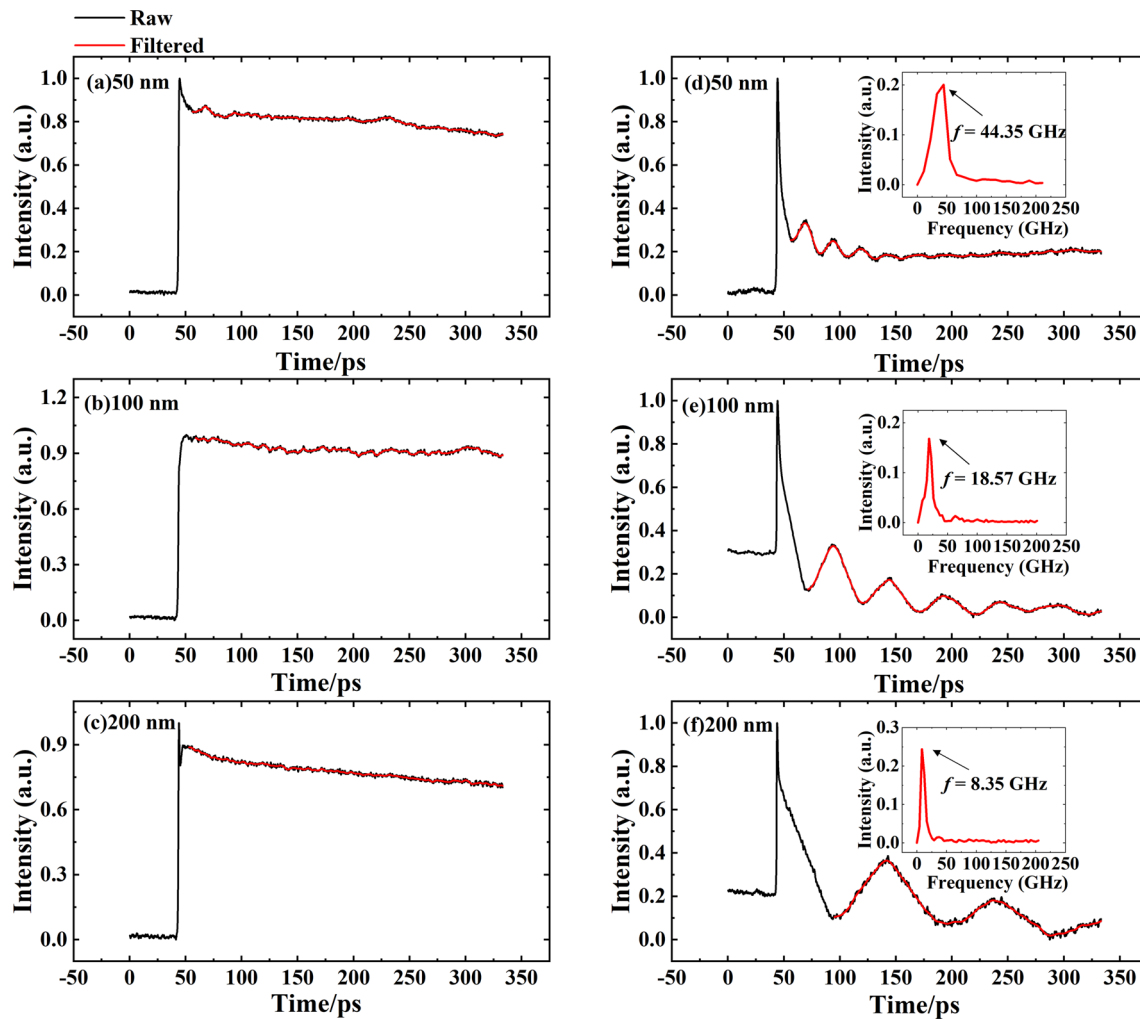 Raw
Filtered
(a)50 nm
1.0
0.8
0.6
0.4
0.2
0.0
Intensity (a.u.)
-50 0 50 100 150 200 250 300 350
Time/ps
(d)50 nm
1.0
0.8
0.6
0.4
0.2
0.0
Intensity (a.u.)
-50 0 50 100 150 200 250 300 350
Time/ps
0.2
0.1
0.0
Intensity (a.u.)
f = 44.35 GHz
0 50 100 150 200 250
Frequency (GHz)
(b)100 nm
1.2
0.9
0.6
0.3
0.0
Intensity (a.u.)
-50 0 50 100 150 200 250 300 350
Time/ps
(e)100 nm
1.0
0.8
0.6
0.4
0.2
0.0
Intensity (a.u.)
-50 0 50 100 150 200 250 300 350
Time/ps
0.2
0.1
0.0
Intensity (a.u.)
f = 18.57 GHz
0 50 100 150 200 250
Frequency (GHz)
(c)200 nm
0.9
0.6
0.3
0.0
Intensity (a.u.)
-50 0 50 100 150 200 250 300 350
Time/ps
(f)200 nm
1.0
0.8
0.6
0.4
0.2
0.0
Intensity (a.u.)
-50 0 50 100 150 200 250 300 350
Time/ps
0.3
0.2
0.1
0.0
Intensity (a.u.)
f = 8.35 GHz
0 50 100 150 200 250
Frequency (GHz)